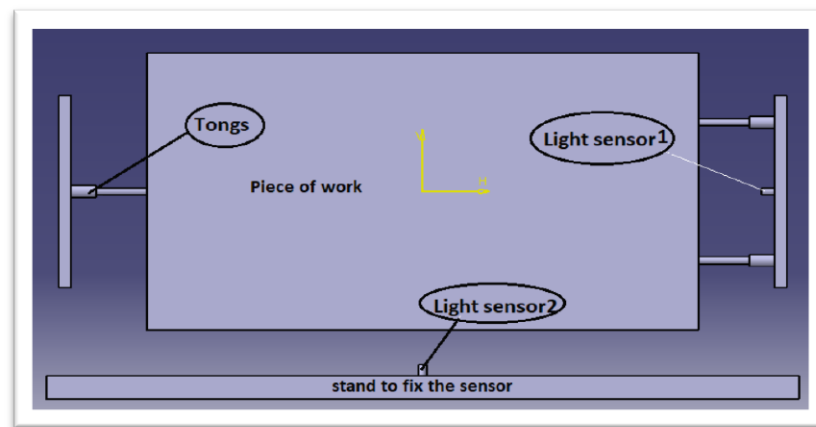 Tongs
Light sensor1
Piece of work
V
H
Light sensor2
stand to fix the sensor